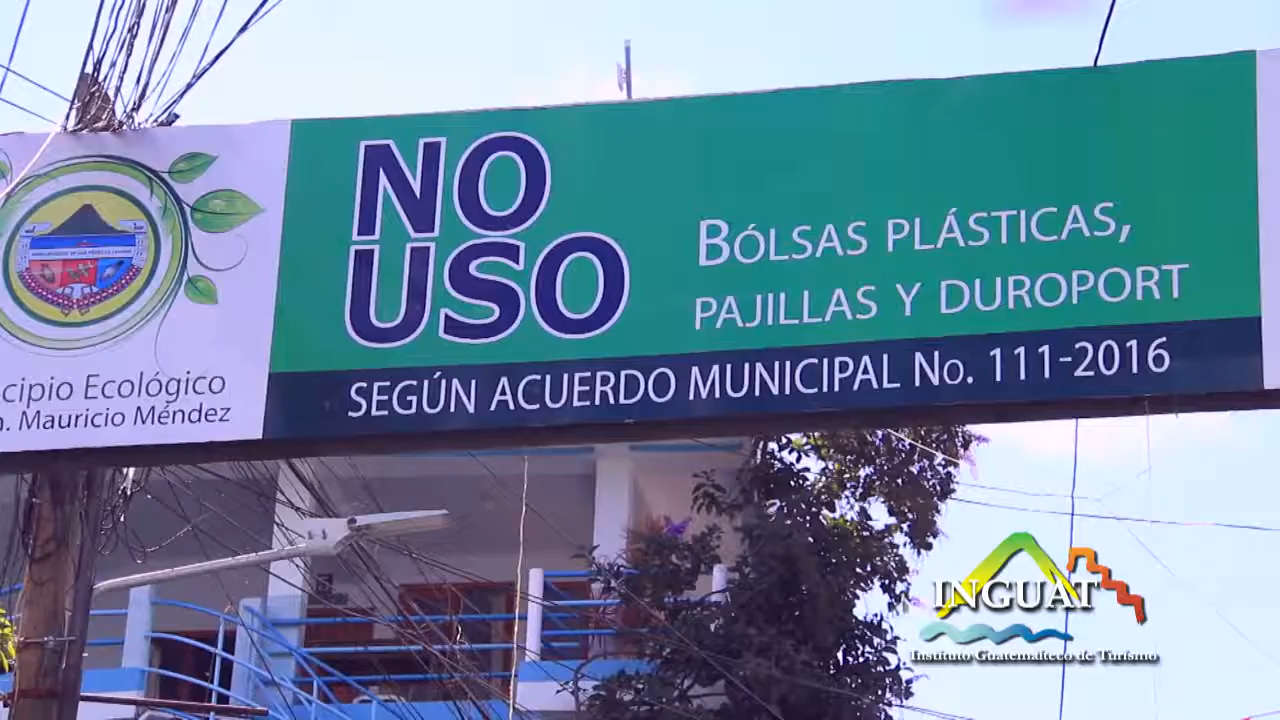 NO
USO
BÓLSAS PLÁSTICAS,
PAJILLAS Y DUROPORT
SEGÚN ACUERDO MUNICIPAL No. 111-2016
cipio Ecológico
. Mauricio Méndez
INGUAT
Instituto Guatemalteco de Turismo